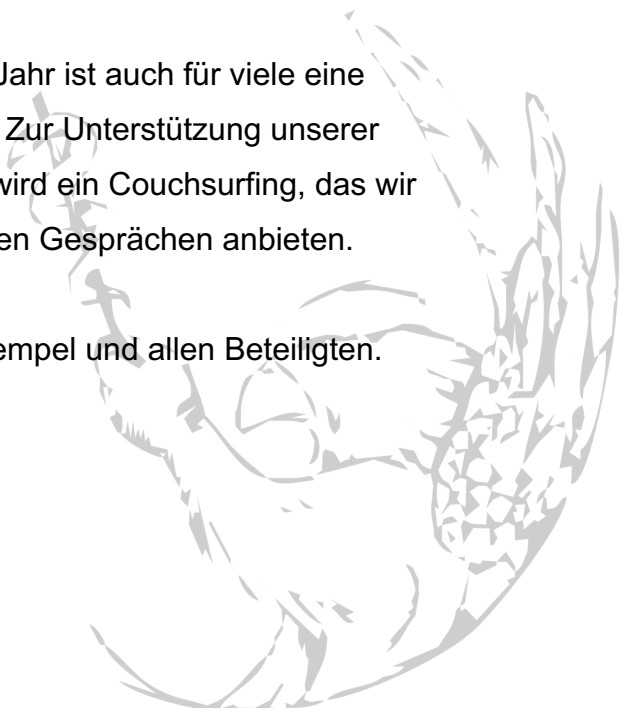 Jahr ist auch für viele eine
Zur Unterstützung unserer
wird ein Couchsurfing, das wir
en Gesprächen anbieten.
empel und allen Beteiligten.